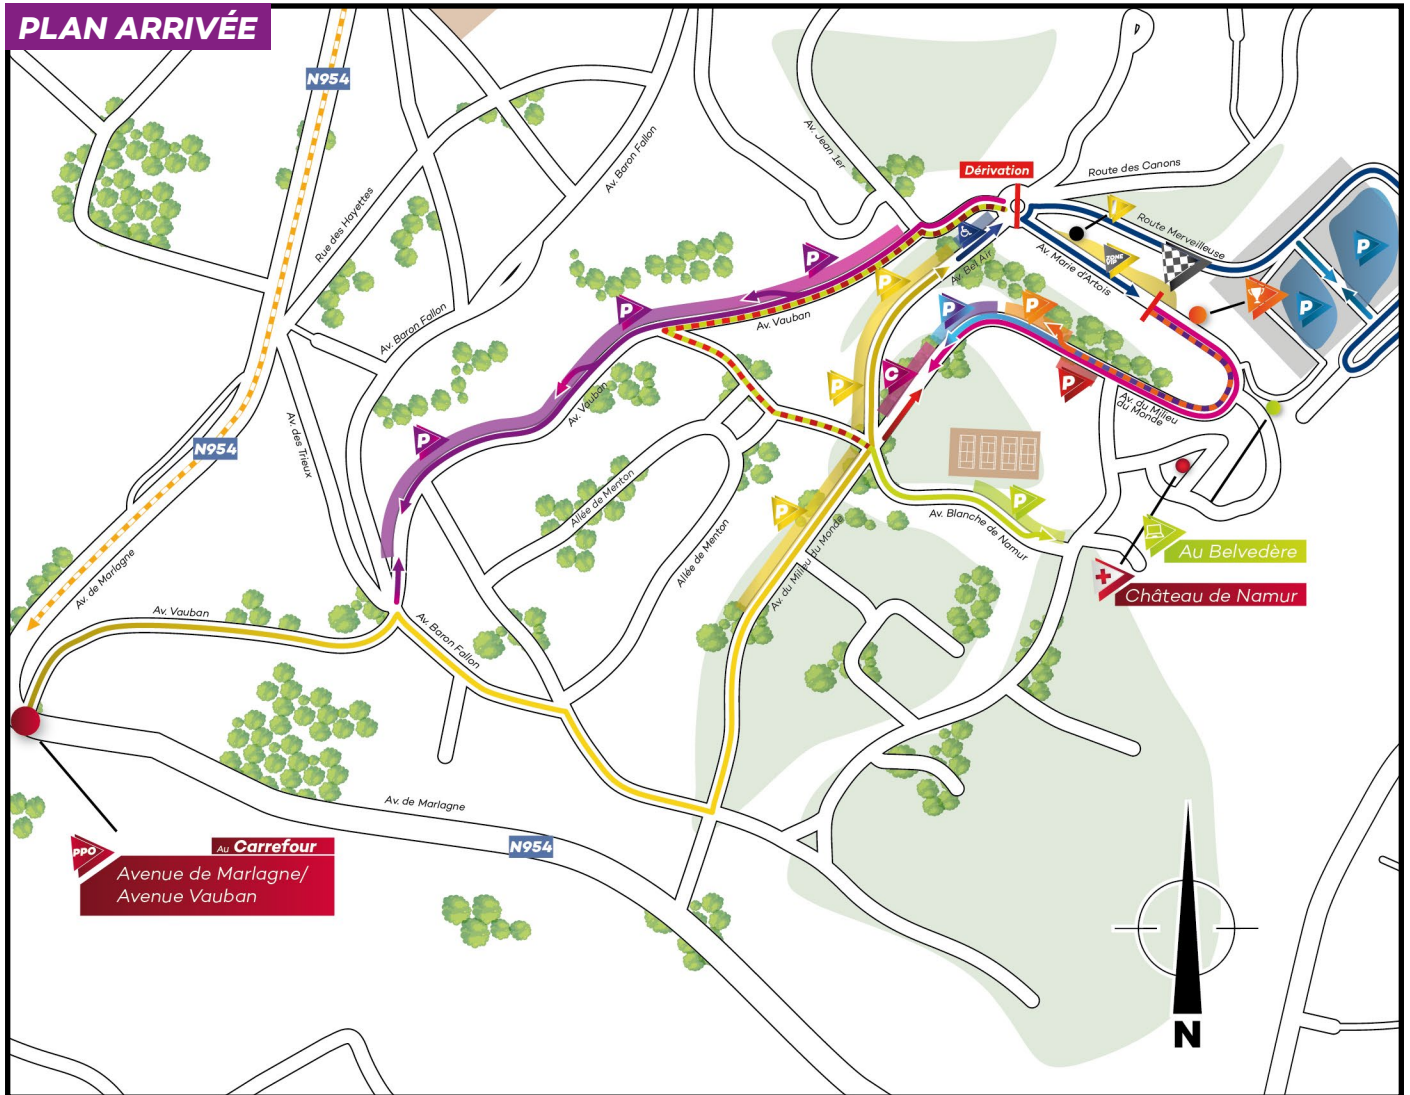 PLAN ARRIVÉE
N954
Av. Baron Fallon
Av. Jean 1er
Dérivation
Route des Canons
Rue des Hayettes
Route Merveilleuse
P
ZONE VIP
Av. Marie d'Artois
Av. Bel Air
P
P
P
P
P
P
Av. Vauban
Av. Baron Fallon
C
P
P
Av. Vauban
Av. du Milieu
du Monde
P
N954
Av. des Trieux
Allée de Menton
P
P
Av. Blanche de Namur
Allée de Menton
Av. du Milieu du Monde
Au Belvedère
Château de Namur
Av. de Marlagne
Av. Vauban
Av. Baron Fallon
Av. de Marlagne
N954
PPO
Au Carrefour
Avenue de Marlagne/
Avenue Vauban
N